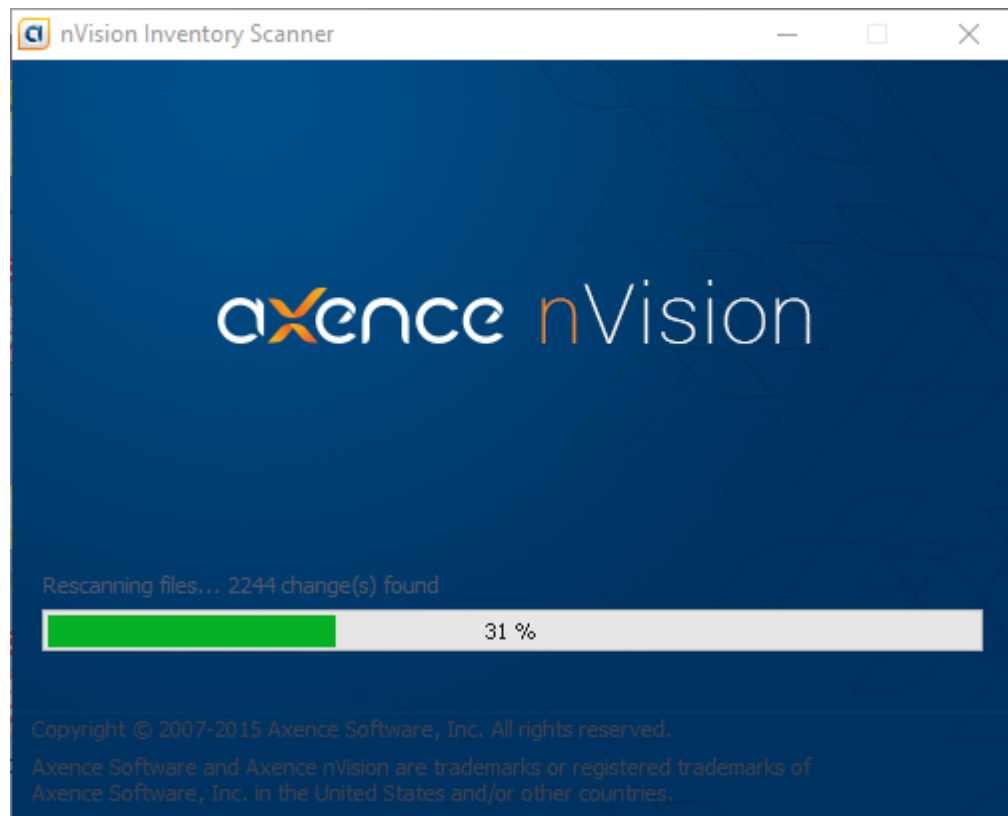 nVision Inventory Scanner
axence nVision
Rescanning files... 2244 change(s) found
31 %
Copyright © 2007-2015 Axence Software, Inc. All rights reserved.
Axence Software and Axence nVision are trademarks or registered trademarks of
Axence Software, Inc. in the United States and/or other countries.